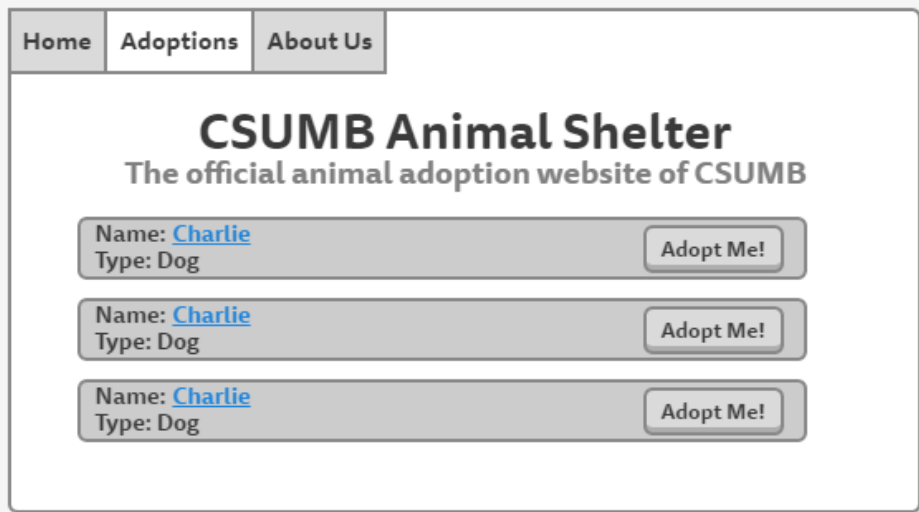 Home Adoptions About Us
CSUMB Animal Shelter
The official animal adoption website of CSUMB
Name: Charlie
Type: Dog
Adopt Me!
Name: Charlie
Type: Dog
Adopt Me!
Name: Charlie
Type: Dog
Adopt Me!